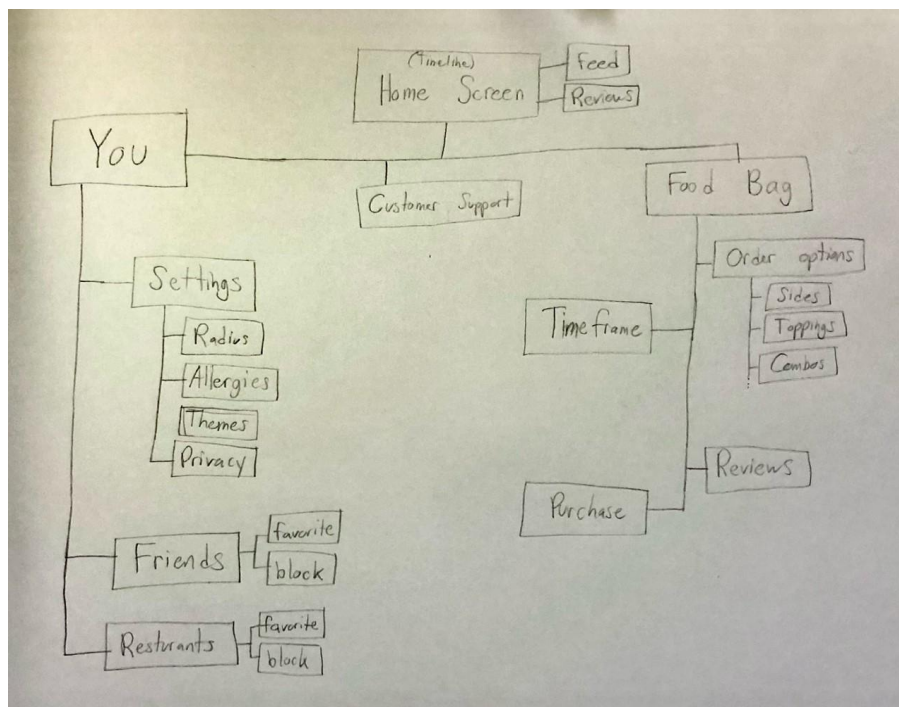 (Timeline)
Home Screen
Feed
Reviews
You
Customer Support
Food Bag
Settings
Radius
Allergies
Themes
Privacy
Friends
favorite
block
Resturants
favorite
block
Order options
Sides
Toppings
Combos
Timeframe
Reviews
Purchase